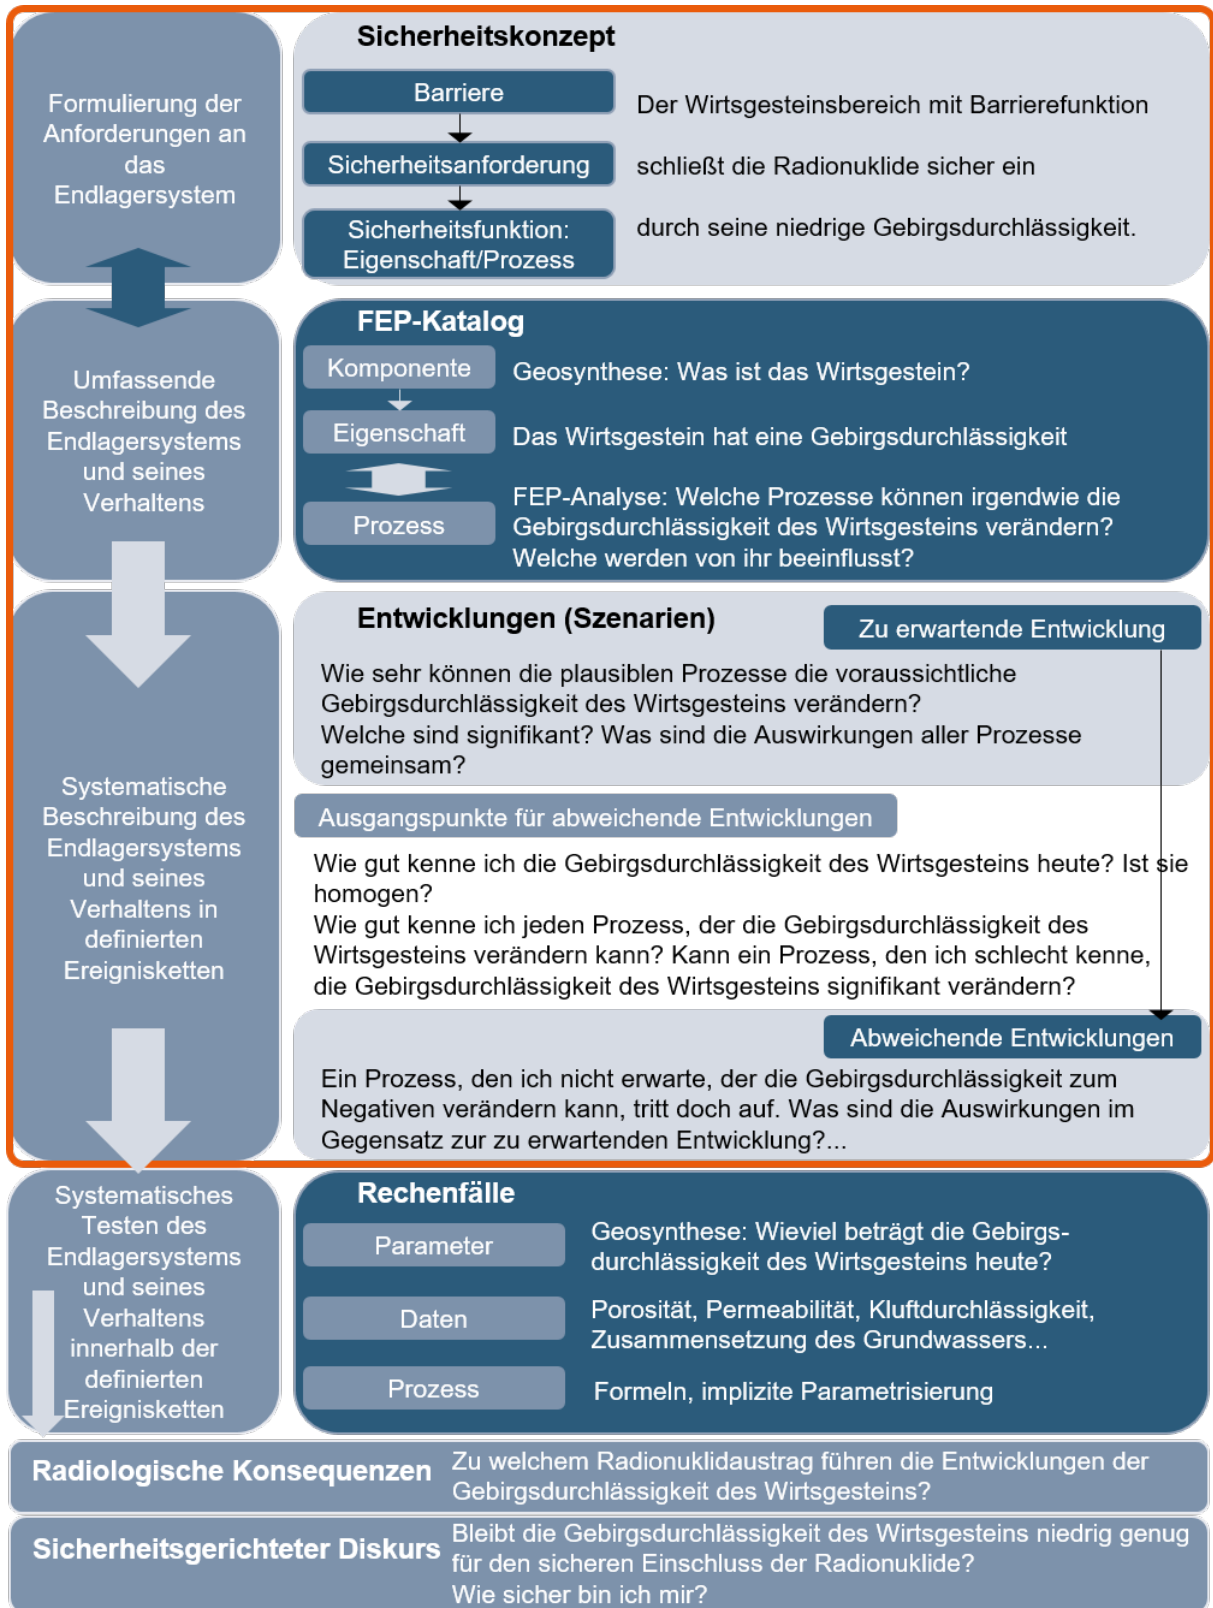 Formulierung der
Anforderungen an
das
Endlagersystem
Sicherheitskonzept
Barriere
Der Wirtsgesteinsbereich mit Barrierefunktion
Sicherheitsanforderung
schließt die Radionuklide sicher ein
Sicherheitsfunktion:
Eigenschaft/Prozess
durch seine niedrige Gebirgsdurchlässigkeit.
Umfassende
Beschreibung des
Endlagersystems
und seines
Verhaltens
FEP-Katalog
Komponente
Geosynthese: Was ist das Wirtsgestein?
Eigenschaft
Das Wirtsgestein hat eine Gebirgsdurchlässigkeit
Prozess
FEP-Analyse: Welche Prozesse können irgendwie die
Gebirgsdurchlässigkeit des Wirtsgesteins verändern?
Welche werden von ihr beeinflusst?
Systematische
Beschreibung des
Endlagersystems
und seines
Verhaltens in
definierten
Ereignisketten
Entwicklungen (Szenarien)
Zu erwartende Entwicklung
Wie sehr können die plausiblen Prozesse die voraussichtliche
Gebirgsdurchlässigkeit des Wirtsgesteins verändern?
Welche sind signifikant? Was sind die Auswirkungen aller Prozesse
gemeinsam?
Ausgangspunkte für abweichende Entwicklungen
Wie gut kenne ich die Gebirgsdurchlässigkeit des Wirtsgesteins heute? Ist sie
homogen?
Wie gut kenne ich jeden Prozess, der die Gebirgsdurchlässigkeit des
Wirtsgesteins verändern kann? Kann ein Prozess, den ich schlecht kenne,
die Gebirgsdurchlässigkeit des Wirtsgesteins signifikant verändern?
Abweichende Entwicklungen
Ein Prozess, den ich nicht erwarte, der die Gebirgsdurchlässigkeit zum
Negativen verändern kann, tritt doch auf. Was sind die Auswirkungen im
Gegensatz zur zu erwartenden Entwicklung?...
Systematisches
Testen des
Endlagersystems
und seines
Verhaltens
innerhalb der
definierten
Ereignisketten
Rechenfälle
Parameter
Geosynthese: Wieviel beträgt die Gebirgs-
durchlässigkeit des Wirtsgesteins heute?
Daten
Porosität, Permeabilität, Kluftdurchlässigkeit,
Zusammensetzung des Grundwassers...
Prozess
Formeln, implizite Parametrisierung
Radiologische Konsequenzen
Zu welchem Radionuklidaustrag führen die Entwicklungen der
Gebirgsdurchlässigkeit des Wirtsgesteins?
Sicherheitsgerichteter Diskurs
Bleibt die Gebirgsdurchlässigkeit des Wirtsgesteins niedrig genug
für den sicheren Einschluss der Radionuklide?
Wie sicher bin ich mir?